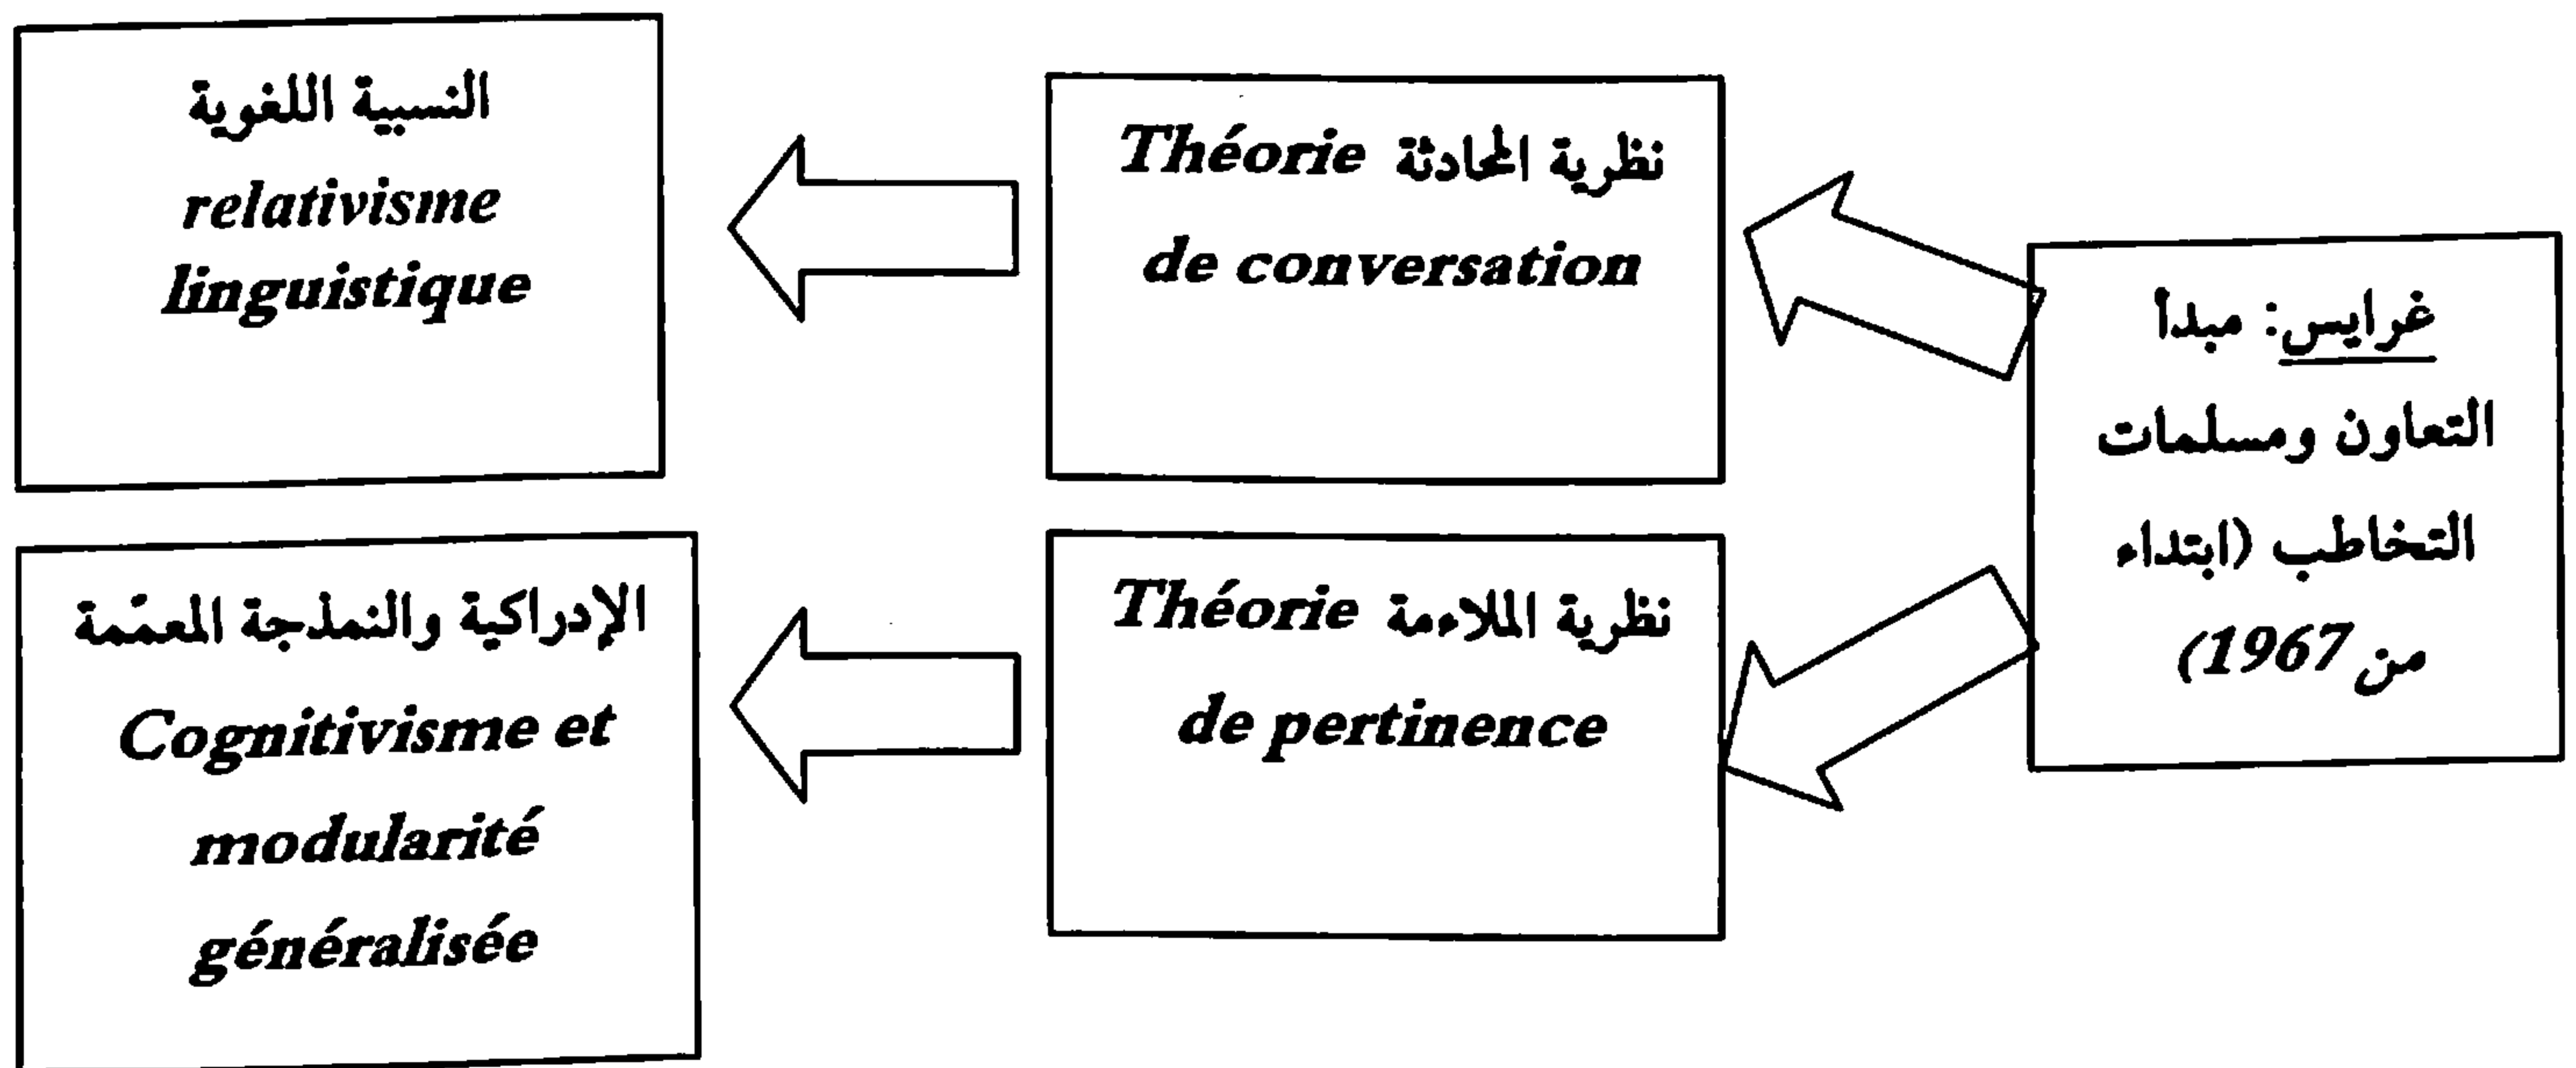 غرايس: مبدأ
التعاون ومسلمات
التخاطب (ابتداء
من 1967)
نظرية المحادثة Théorie
de conversation
النسبية اللغوية
relativisme
linguistique
نظرية الملاءمة Théorie
de pertinence
الإدراكية والنمذجة المعمّمة
Cognitivisme et
modularité
généralisée